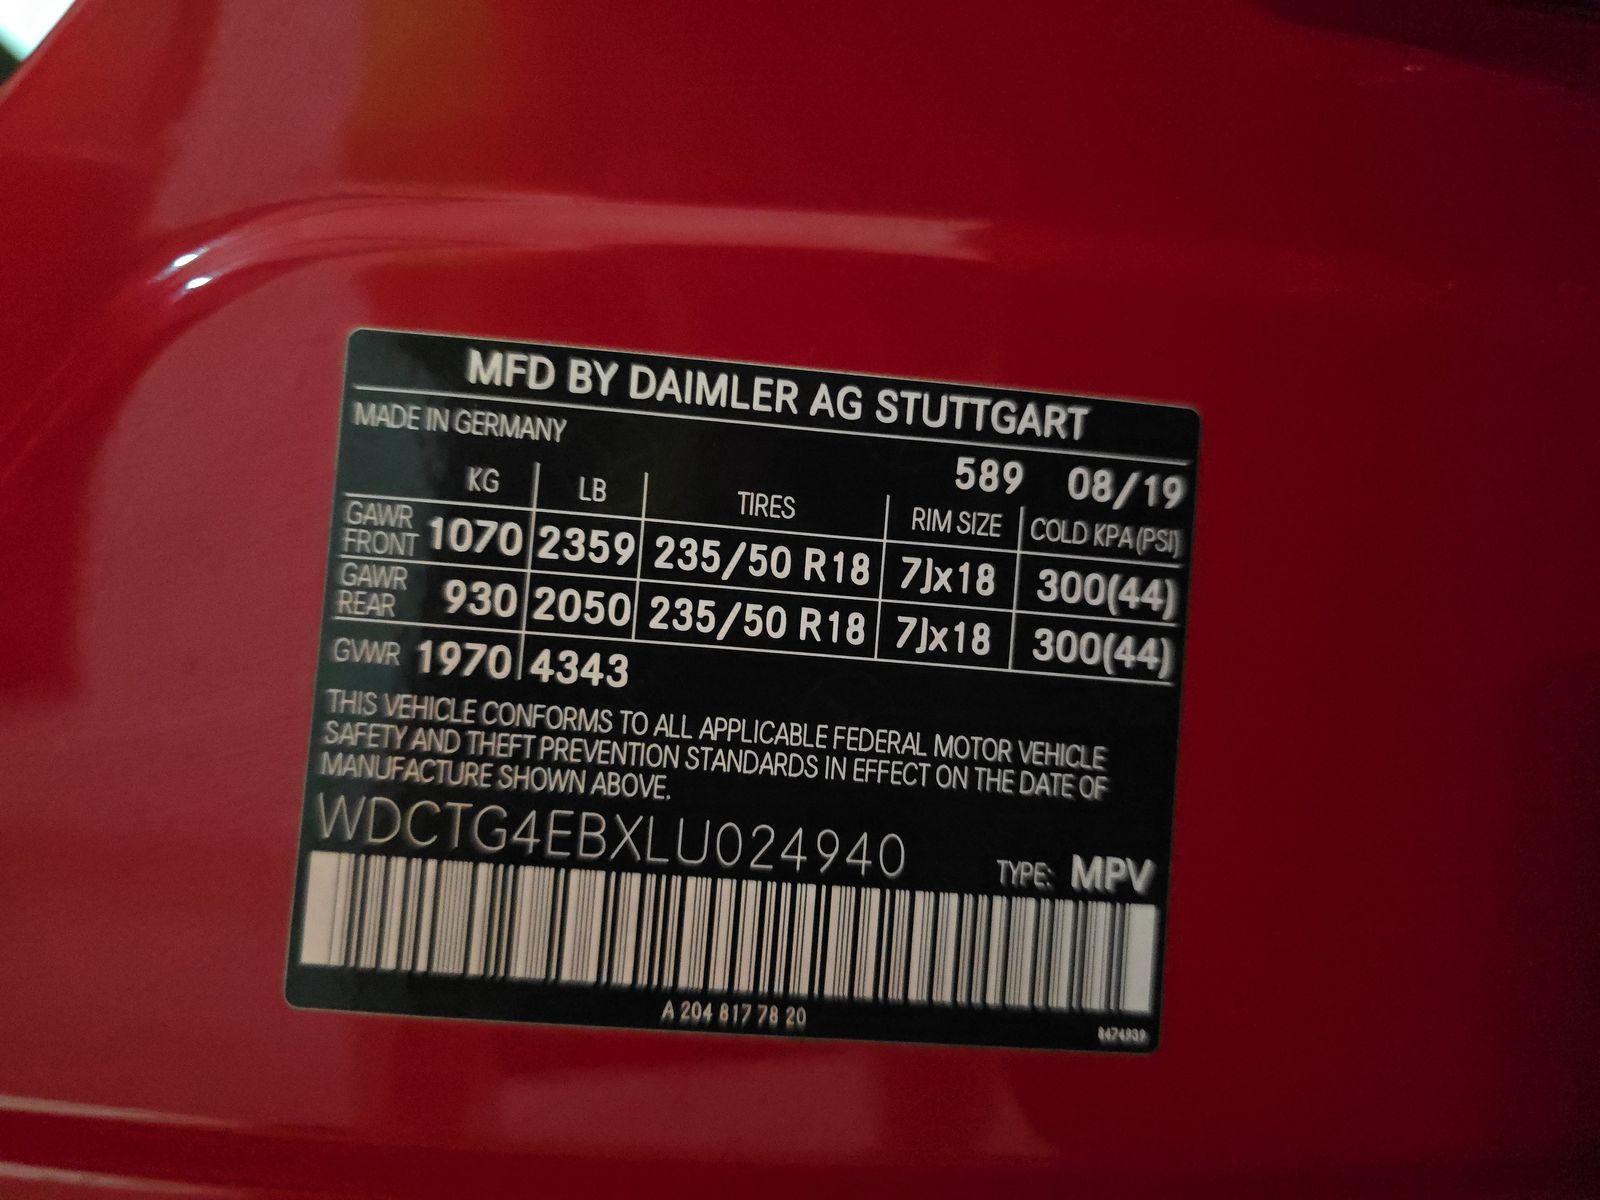 MFD BY DAIMLER AG STUTTGART
MADE IN GERMANY
589 08/19
KG LB TIRES RIM SIZE COLD KPA(PSI)
GAWR FRONT 1070 2359 235/50 R18 7Jx18 300(44)
GAWR REAR 930 2050 235/50 R18 7Jx18 300(44)
GVWR 1970 4343
THIS VEHICLE CONFORMS TO ALL APPLICABLE FEDERAL MOTOR VEHICLE
SAFETY AND THEFT PREVENTION STANDARDS IN EFFECT ON THE DATE OF
MANUFACTURE SHOWN ABOVE.
WDCTG4EBXLU024940
TYPE: MPV
A 204 817 78 20